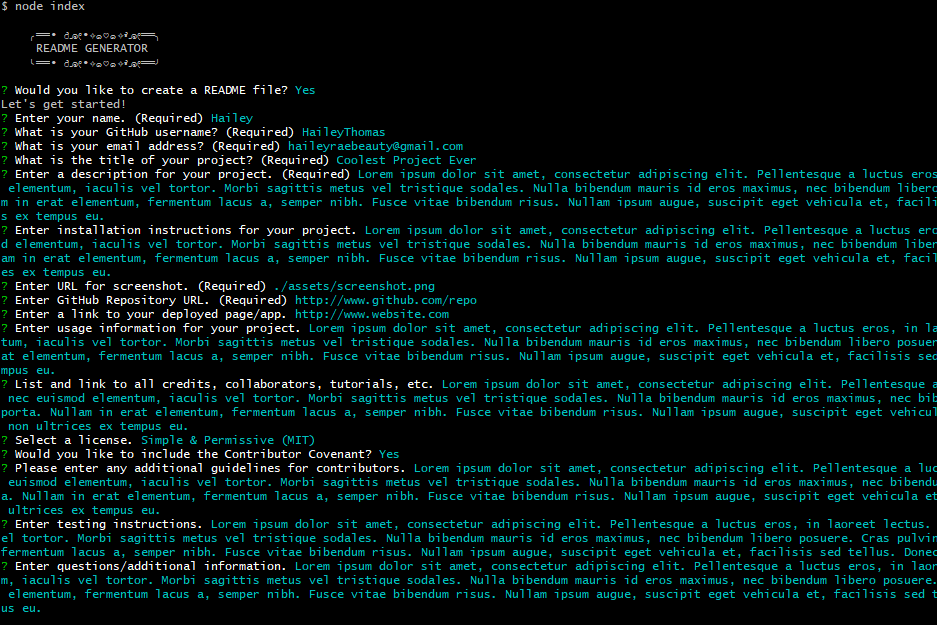 $ node index
README GENERATOR
? Would you like to create a README file? Yes
Let's get started!
? Enter your name. (Required) Hailey
? What is your GitHub username? (Required) HaileyThomas
? What is your email address? (Required) haileyraebeauty@gmail.com
? What is the title of your project? (Required) Coolest Project Ever
? Enter a description for your project. (Required) Lorem ipsum dolor sit amet, consectetur adipiscing elit. Pellentesque a luctus eros
elementum, iaculis vel tortor. Morbi sagittis metus vel tristique sodales. Nulla bibendum mauris id eros maximus, nec bibendum libero
m in erat elementum, fermentum lacus a, semper nibh. Fusce vitae bibendum risus. Nullam ipsum augue, suscipit eget vehicula et, facili
s ex tempus eu.
? Enter installation instructions for your project. Lorem ipsum dolor sit amet, consectetur adipiscing elit. Pellentesque a luctus ero
d elementum, iaculis vel tortor. Morbi sagittis metus vel tristique sodales. Nulla bibendum mauris id eros maximus, nec bibendum liber
am in erat elementum, fermentum lacus a, semper nibh. Fusce vitae bibendum risus. Nullam ipsum augue, suscipit eget vehicula et, facil
es ex tempus eu.
? Enter URL for screenshot. (Required) ./assets/screenshot.png
? Enter GitHub Repository URL. (Required) http://www.github.com/repo
? Enter a link to your deployed page/app. http://www.website.com
? Enter usage information for your project. Lorem ipsum dolor sit amet, consectetur adipiscing elit. Pellentesque a luctus eros, in la
tum, iaculis vel tortor. Morbi sagittis metus vel tristique sodales. Nulla bibendum mauris id eros maximus, nec bibendum libero posuer
at elementum, fermentum lacus a, semper nibh. Fusce vitae bibendum risus. Nullam ipsum augue, suscipit eget vehicula et, facilisis sed
mpus eu.
? List and link to all credits, collaborators, tutorials, etc. Lorem ipsum dolor sit amet, consectetur adipiscing elit. Pellentesque a
nec euismod elementum, iaculis vel tortor. Morbi sagittis metus vel tristique sodales. Nulla bibendum mauris id eros maximus, nec bib
porta. Nullam in erat elementum, fermentum lacus a, semper nibh. Fusce vitae bibendum risus. Nullam ipsum augue, suscipit eget vehicul
non ultrices ex tempus eu.
? Select a license. Simple & Permissive (MIT)
? Would you like to include the Contributor Covenant? Yes
? Please enter any additional guidelines for contributors. Lorem ipsum dolor sit amet, consectetur adipiscing elit. Pellentesque a luc
euismod elementum, iaculis vel tortor. Morbi sagittis metus vel tristique sodales. Nulla bibendum mauris id eros maximus, nec bibendu
a. Nullam in erat elementum, fermentum lacus a, semper nibh. Fusce vitae bibendum risus. Nullam ipsum augue, suscipit eget vehicula et
ultrices ex tempus eu.
? Enter testing instructions. Lorem ipsum dolor sit amet, consectetur adipiscing elit. Pellentesque a luctus eros, in laoreet lectus.
el tortor. Morbi sagittis metus vel tristique sodales. Nulla bibendum mauris id eros maximus, nec bibendum libero posuere. Cras pulvin
fermentum lacus a, semper nibh. Fusce vitae bibendum risus. Nullam ipsum augue, suscipit eget vehicula et, facilisis sed tellus. Donec
? Enter questions/additional information. Lorem ipsum dolor sit amet, consectetur adipiscing elit. Pellentesque a luctus eros, in laor
m, iaculis vel tortor. Morbi sagittis metus vel tristique sodales. Nulla bibendum mauris id eros maximus, nec bibendum libero posuere.
elementum, fermentum lacus a, semper nibh. Fusce vitae bibendum risus. Nullam ipsum augue, suscipit eget vehicula et, facilisis sed t
us eu.